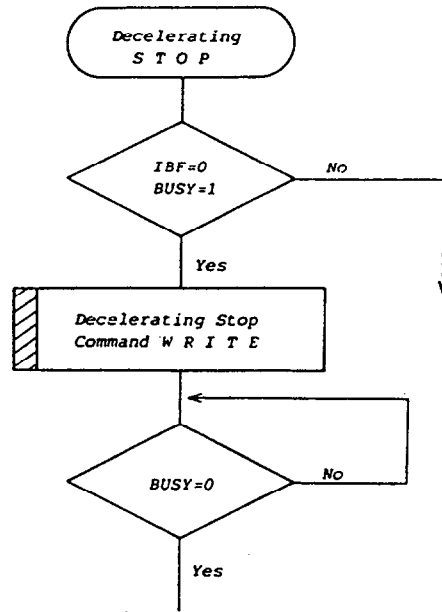 Decelerating
S T O P
IBF=0
BUSY=1
No
Yes
Decelerating Stop
Command W R I T E
BUSY=0
No
Yes